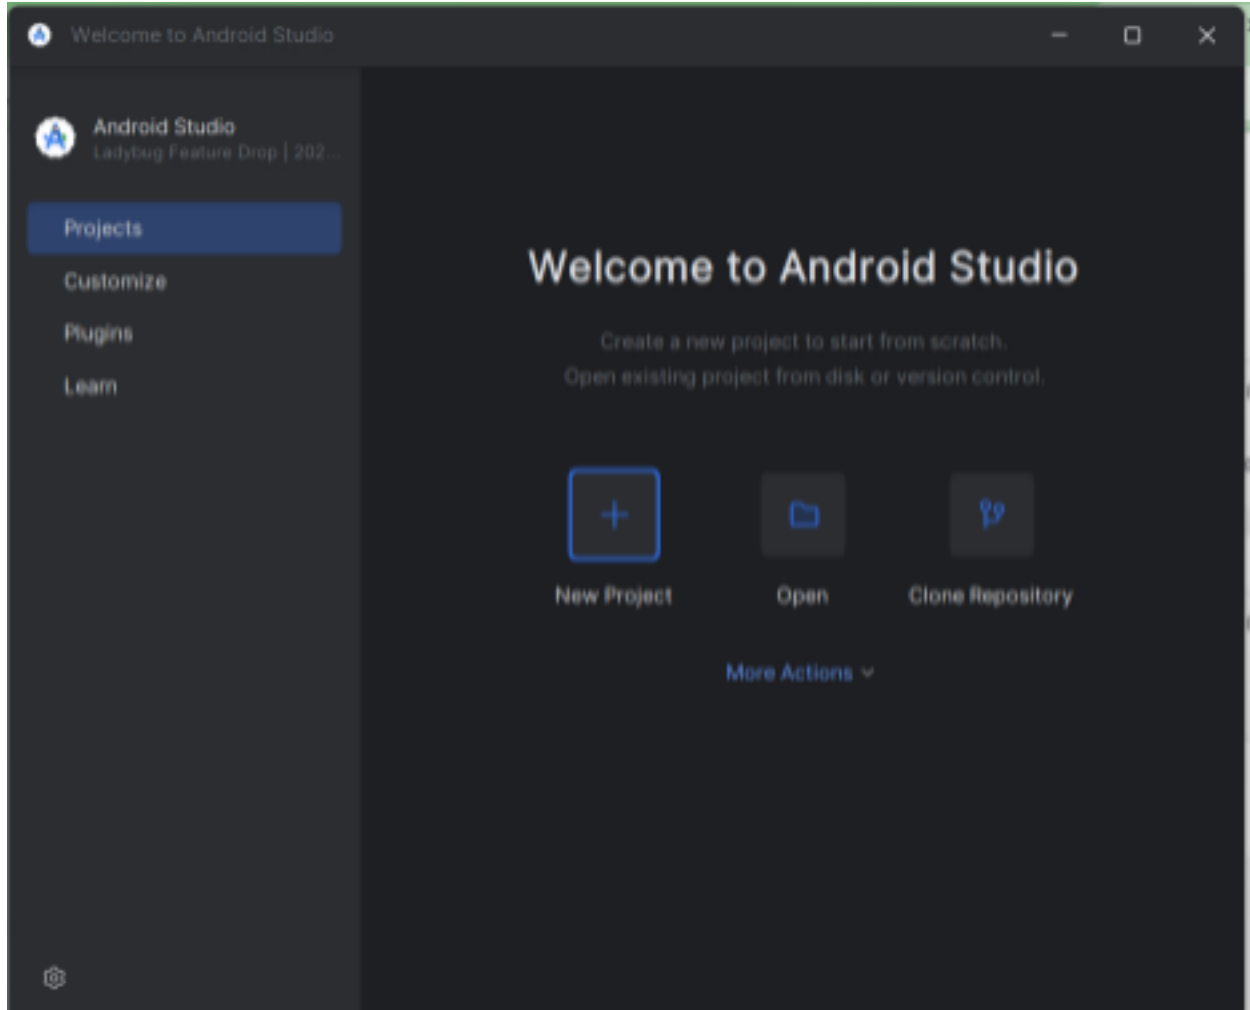 Welcome to Android Studio
Android Studio
Ladybug Feature Drop | 202...
Projects
Customize
Plugins
Learn
Welcome to Android Studio
Create a new project to start from scratch.
Open existing project from disk or version control.
New Project
Open
Clone Repository
More Actions